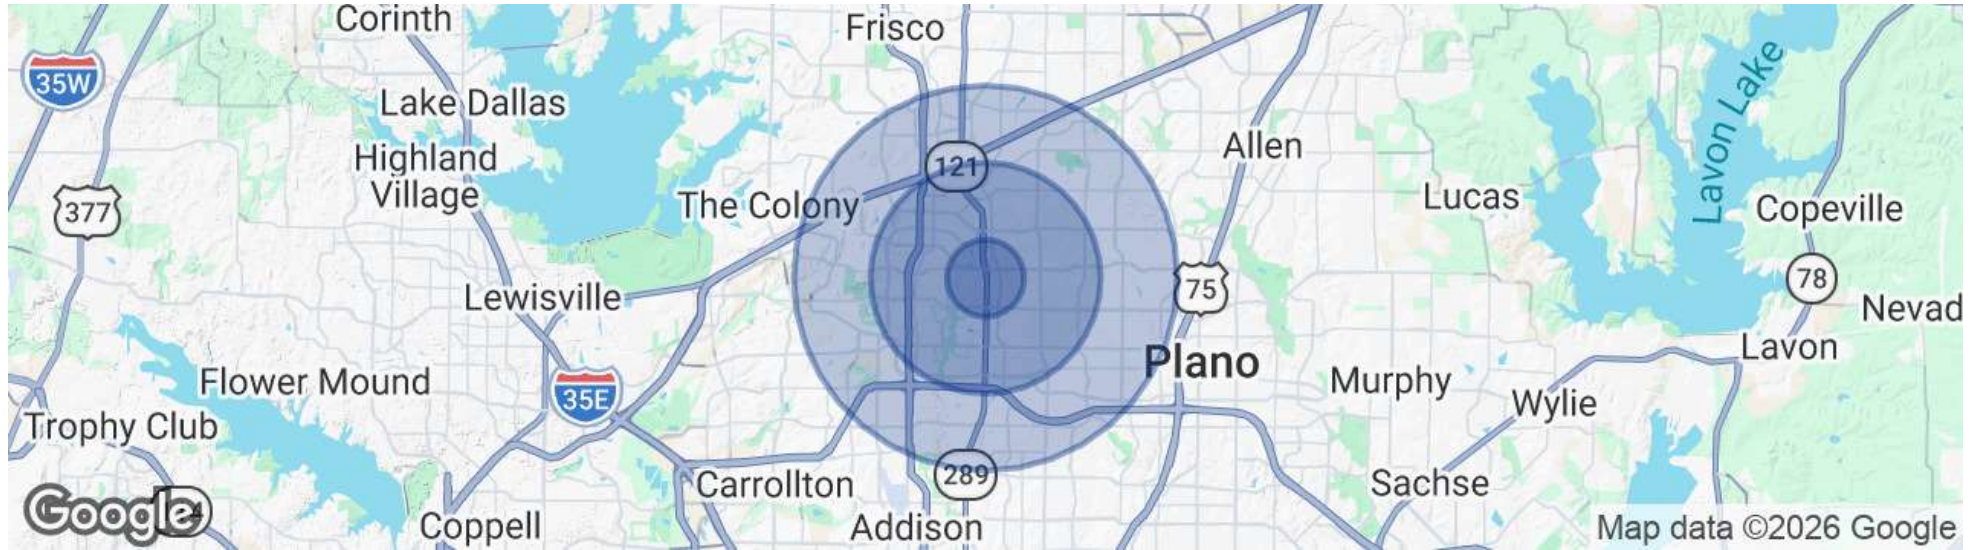 Corinth
Frisco
35W
Lake Dallas
Lavon Lake
Highland
Village
121
Allen
377
The Colony
Lucas
Copeville
Lewisville
75
78
Nevad
Plano
Lavon
Flower Mound
35E
Murphy
Wylie
Trophy Club
Carrollton
289
Sachse
Google
Coppell
Addison
Map data ©2026 Google